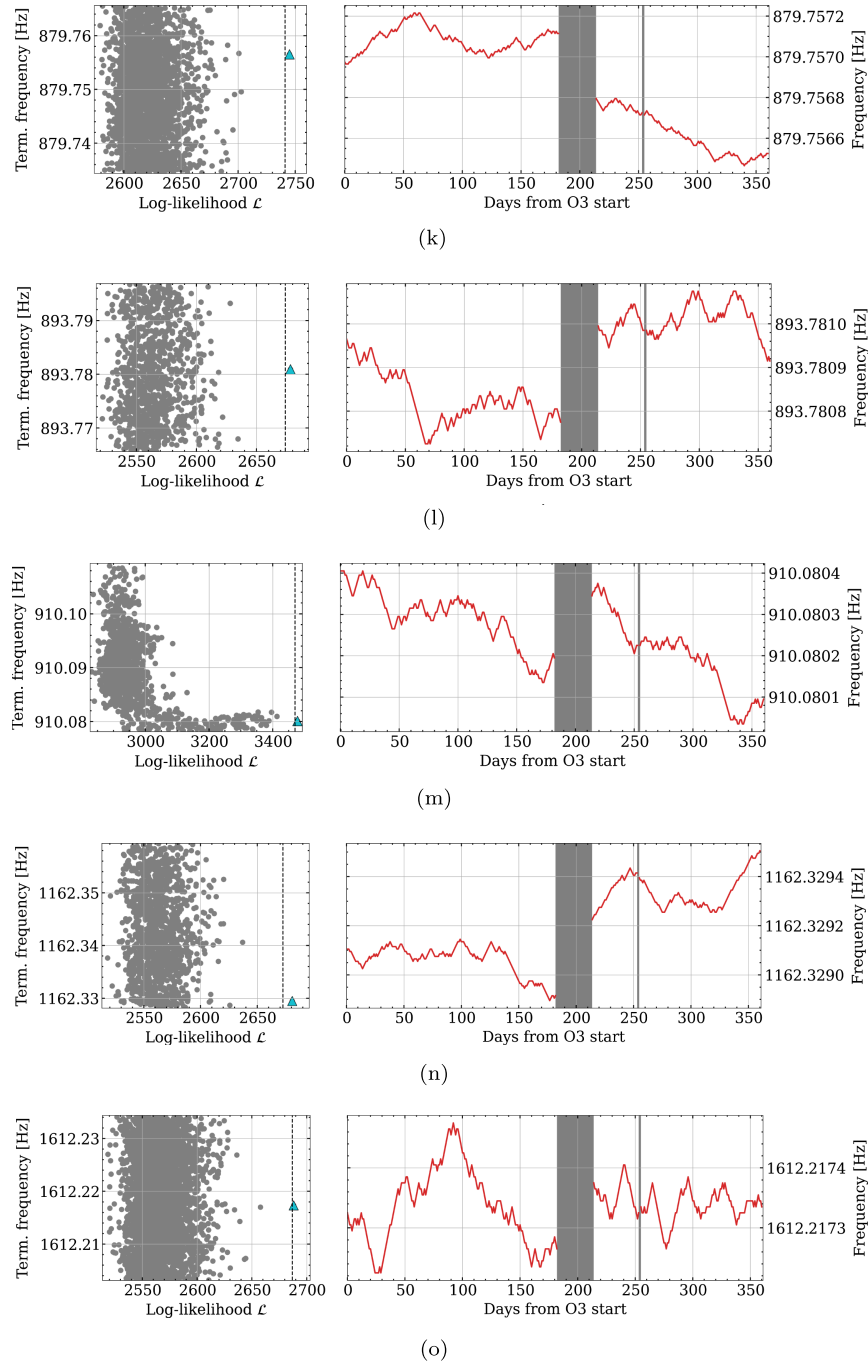 Term. frequency [Hz]
879.76
879.75
879.74
2600 2650 2700 2750
Log-likelihood ℒ
0 50 100 150 200 250 300 350
Days from O3 start
879.7572
879.7570
879.7568
879.7566
Frequency [Hz]
(k)
Term. frequency [Hz]
893.79
893.78
893.77
2550 2600 2650
Log-likelihood ℒ
0 50 100 150 200 250 300 350
Days from O3 start
893.7810
893.7809
893.7808
Frequency [Hz]
(l)
Term. frequency [Hz]
910.10
910.09
910.08
3000 3200 3400
Log-likelihood ℒ
0 50 100 150 200 250 300 350
Days from O3 start
910.0804
910.0803
910.0802
910.0801
Frequency [Hz]
(m)
Term. frequency [Hz]
1162.35
1162.34
1162.33
2550 2600 2650
Log-likelihood ℒ
0 50 100 150 200 250 300 350
Days from O3 start
1162.3294
1162.3292
1162.3290
Frequency [Hz]
(n)
Term. frequency [Hz]
1612.23
1612.22
1612.21
2550 2600 2650 2700
Log-likelihood ℒ
0 50 100 150 200 250 300 350
Days from O3 start
1612.2174
1612.2173
Frequency [Hz]
(o)